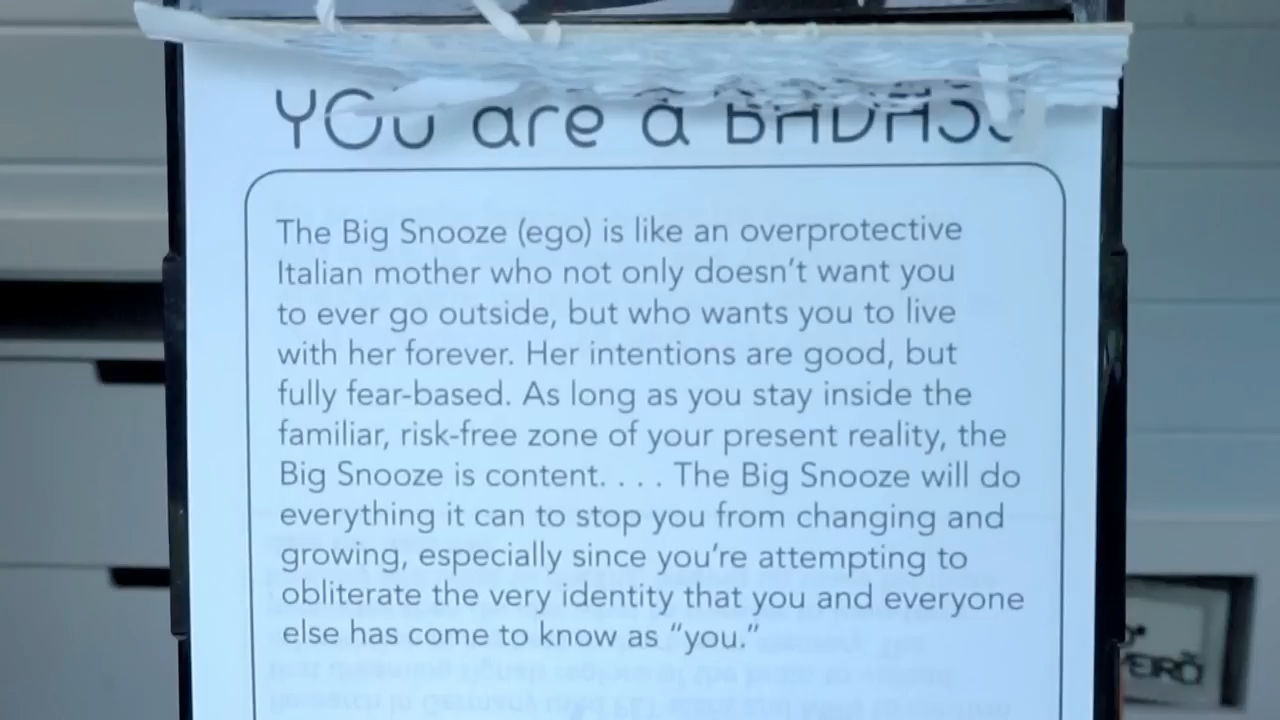 YOU are a BADASS
The Big Snooze (ego) is like an overprotective
Italian mother who not only doesn't want you
to ever go outside, but who wants you to live
with her forever. Her intentions are good, but
fully fear-based. As long as you stay inside the
familiar, risk-free zone of your present reality, the
Big Snooze is content. . . . The Big Snooze will do
everything it can to stop you from changing and
growing, especially since you're attempting to
obliterate the very identity that you and everyone
else has come to know as "you."